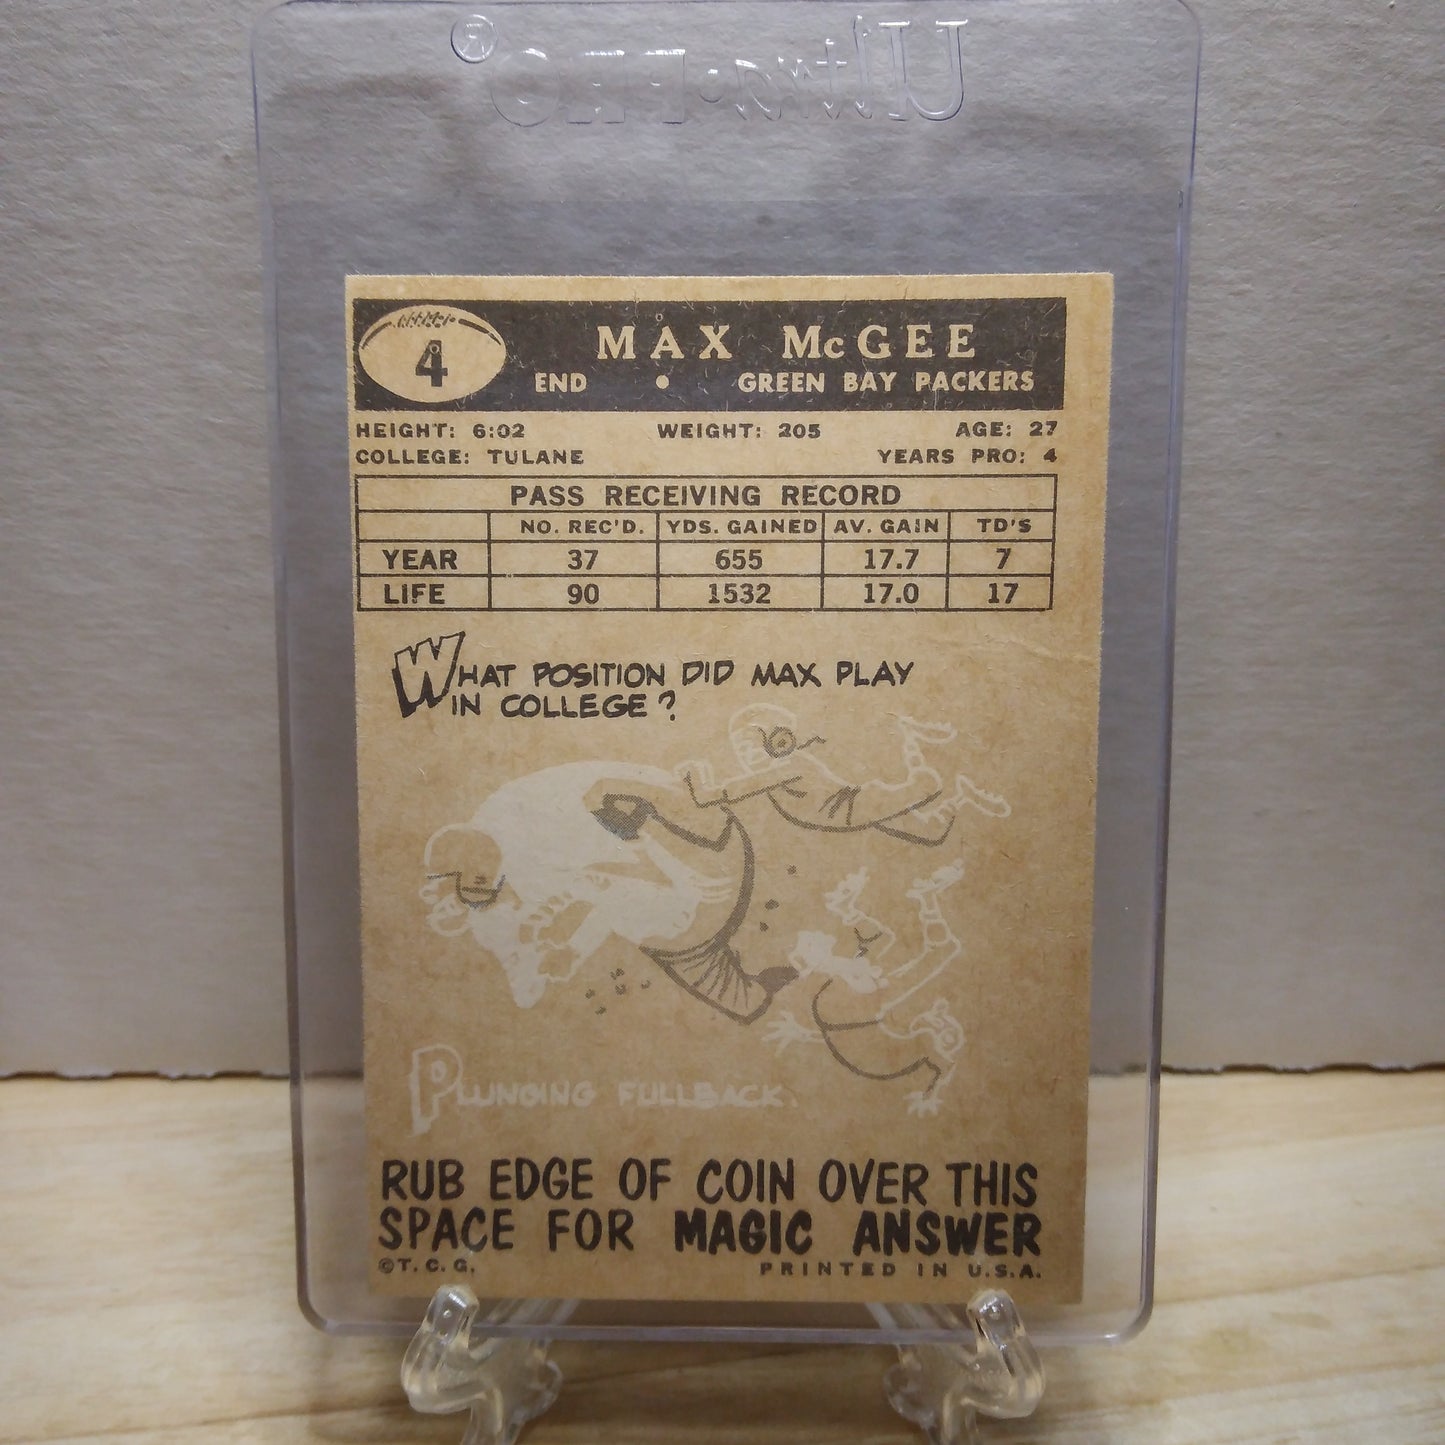 Ultra•PRO®
4
MAX McGEE
END • GREEN BAY PACKERS
HEIGHT: 6:02 WEIGHT: 205 AGE: 27
COLLEGE: TULANE YEARS PRO: 4
PASS RECEIVING RECORD
NO. REC'D. YDS. GAINED AV. GAIN TD'S
YEAR 37 655 17.7 7
LIFE 90 1532 17.0 17
WHAT POSITION DID MAX PLAY
IN COLLEGE?
PLUNGING FULLBACK.
RUB EDGE OF COIN OVER THIS
SPACE FOR MAGIC ANSWER
©T.C.G. PRINTED IN U.S.A.